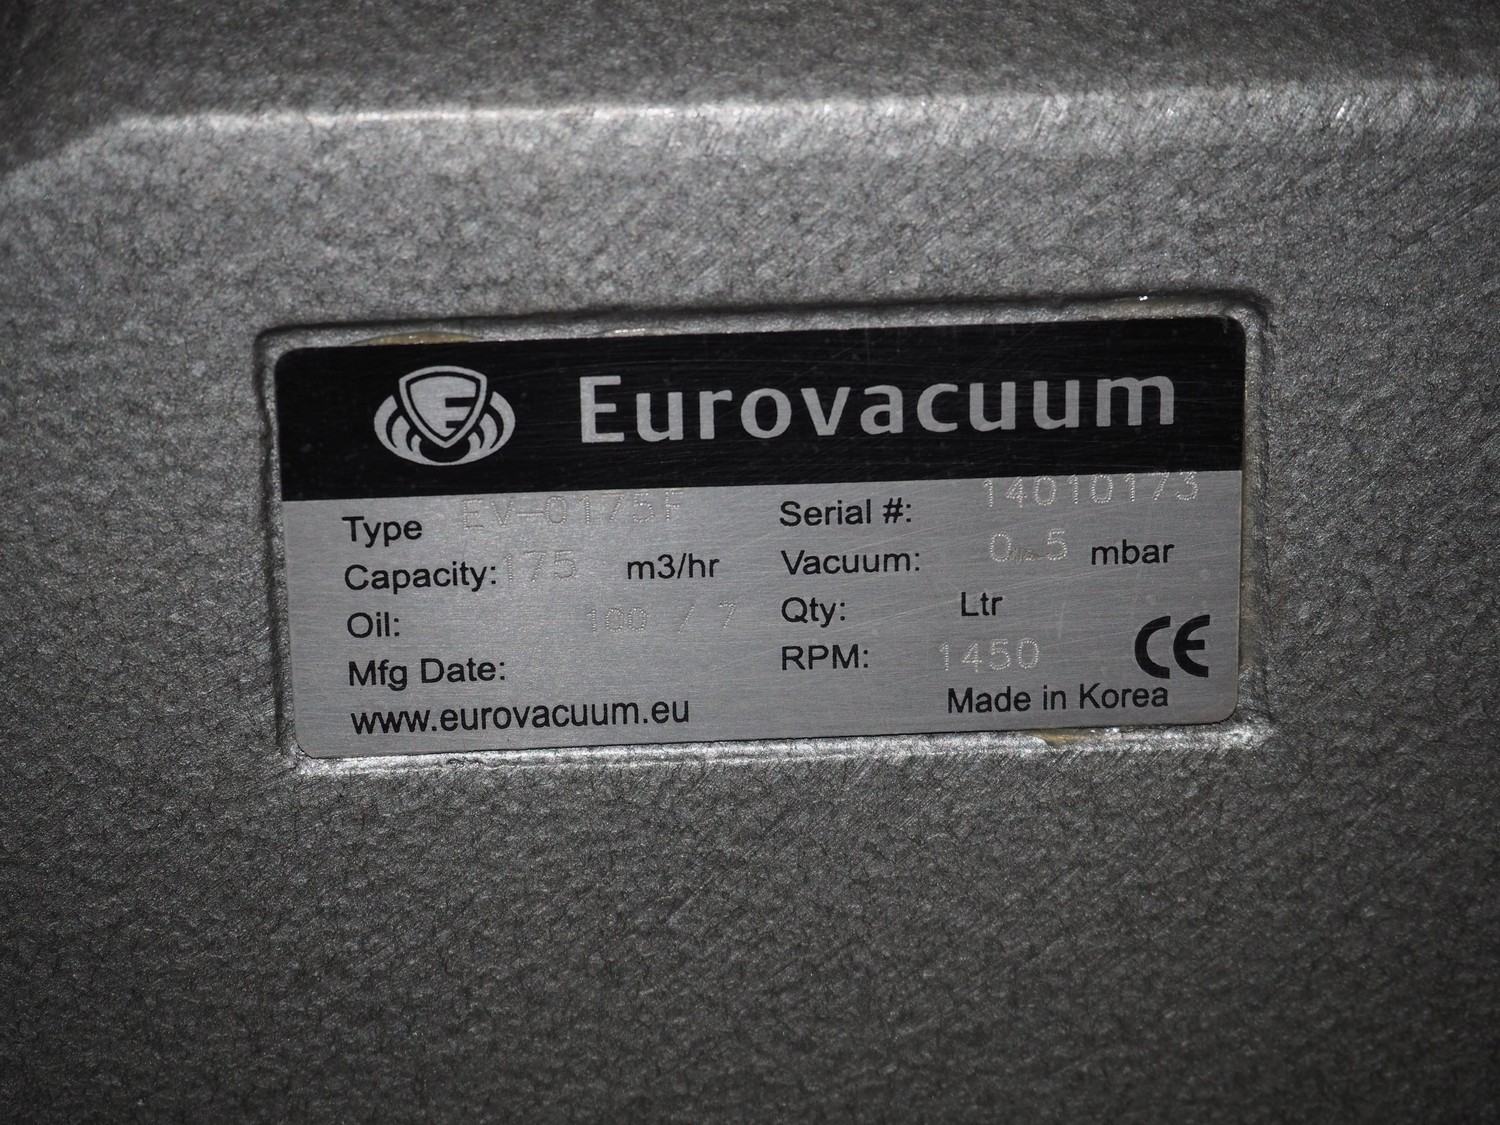 E Eurovacuum
Type EV-0175F Serial #: 14010173
Capacity: 175 m3/hr Vacuum: 0.5 mbar
Oil: 100 / 7 Qty: Ltr
Mfg Date: RPM: 1450 CE
www.eurovacuum.eu Made in Korea